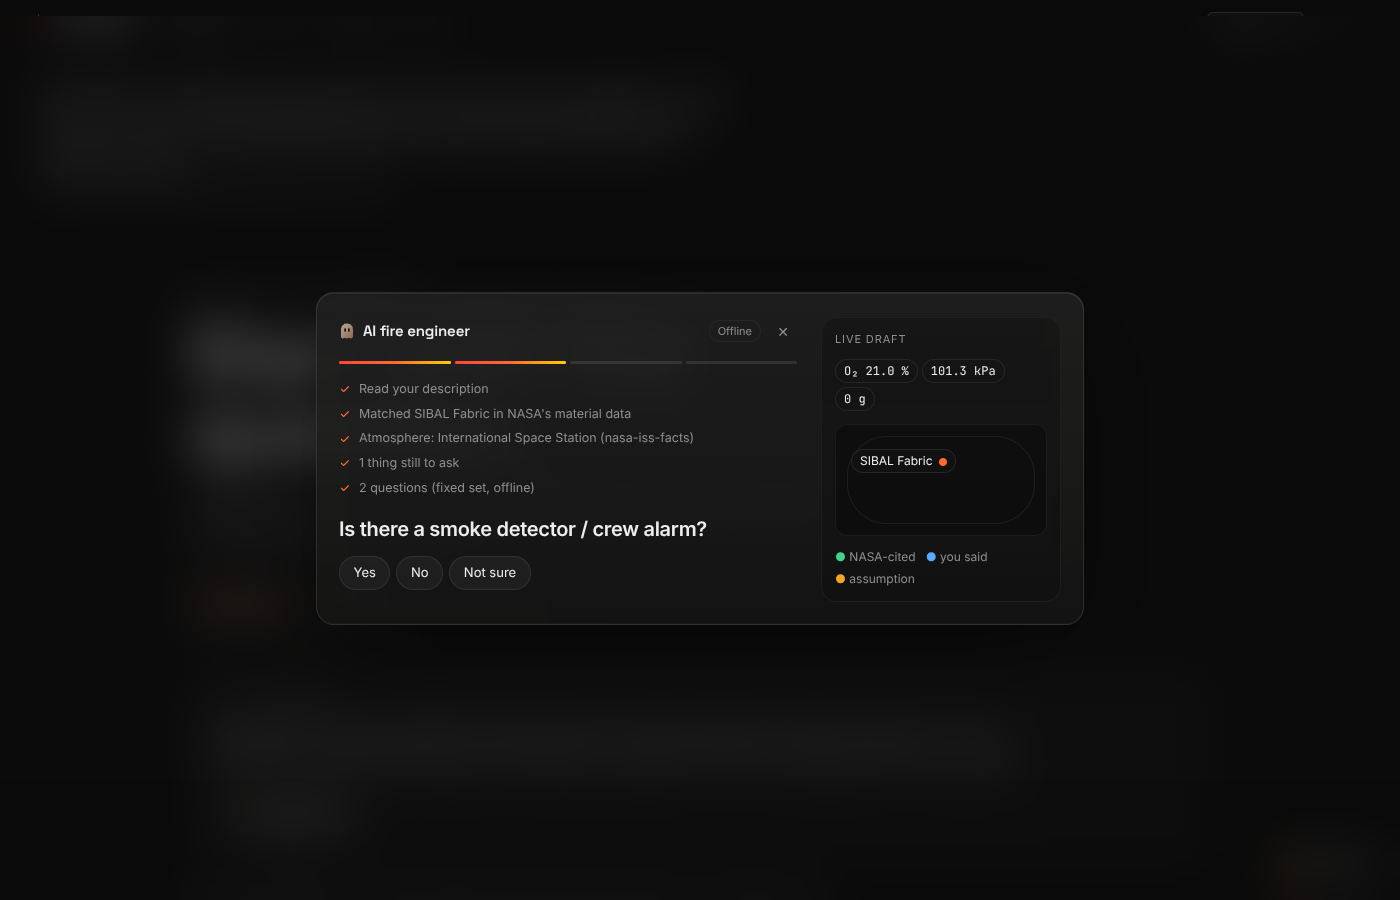 AI fire engineer
Offline
Read your description
Matched SIBAL Fabric in NASA's material data
Atmosphere: International Space Station (nasa-iss-facts)
1 thing still to ask
2 questions (fixed set, offline)
Is there a smoke detector / crew alarm?
Yes No Not sure
LIVE DRAFT
O₂ 21.0 % 101.3 kPa
0 g
SIBAL Fabric
NASA-cited you said
assumption